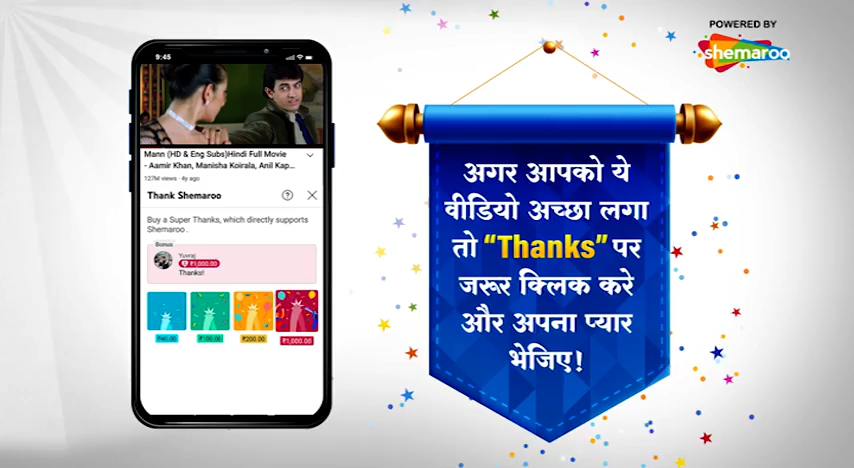 POWERED BY
shemaroo
9:45
Mann (HD & Eng Subs)Hindi Full Movie
- Aamir Khan, Manisha Koirala, Anil Kap...
127M views · 4y ago
Thank Shemaroo
Buy a Super Thanks, which directly supports
Shemaroo .
Bonus
Yuvraj
₹1,000.00
Thanks!
₹40.00 ₹100.00 ₹200.00 ₹1,000.00
अगर आपको ये
वीडियो अच्छा लगा
तो “Thanks” पर
जरूर क्लिक करे
और अपना प्यार
भेजिए!